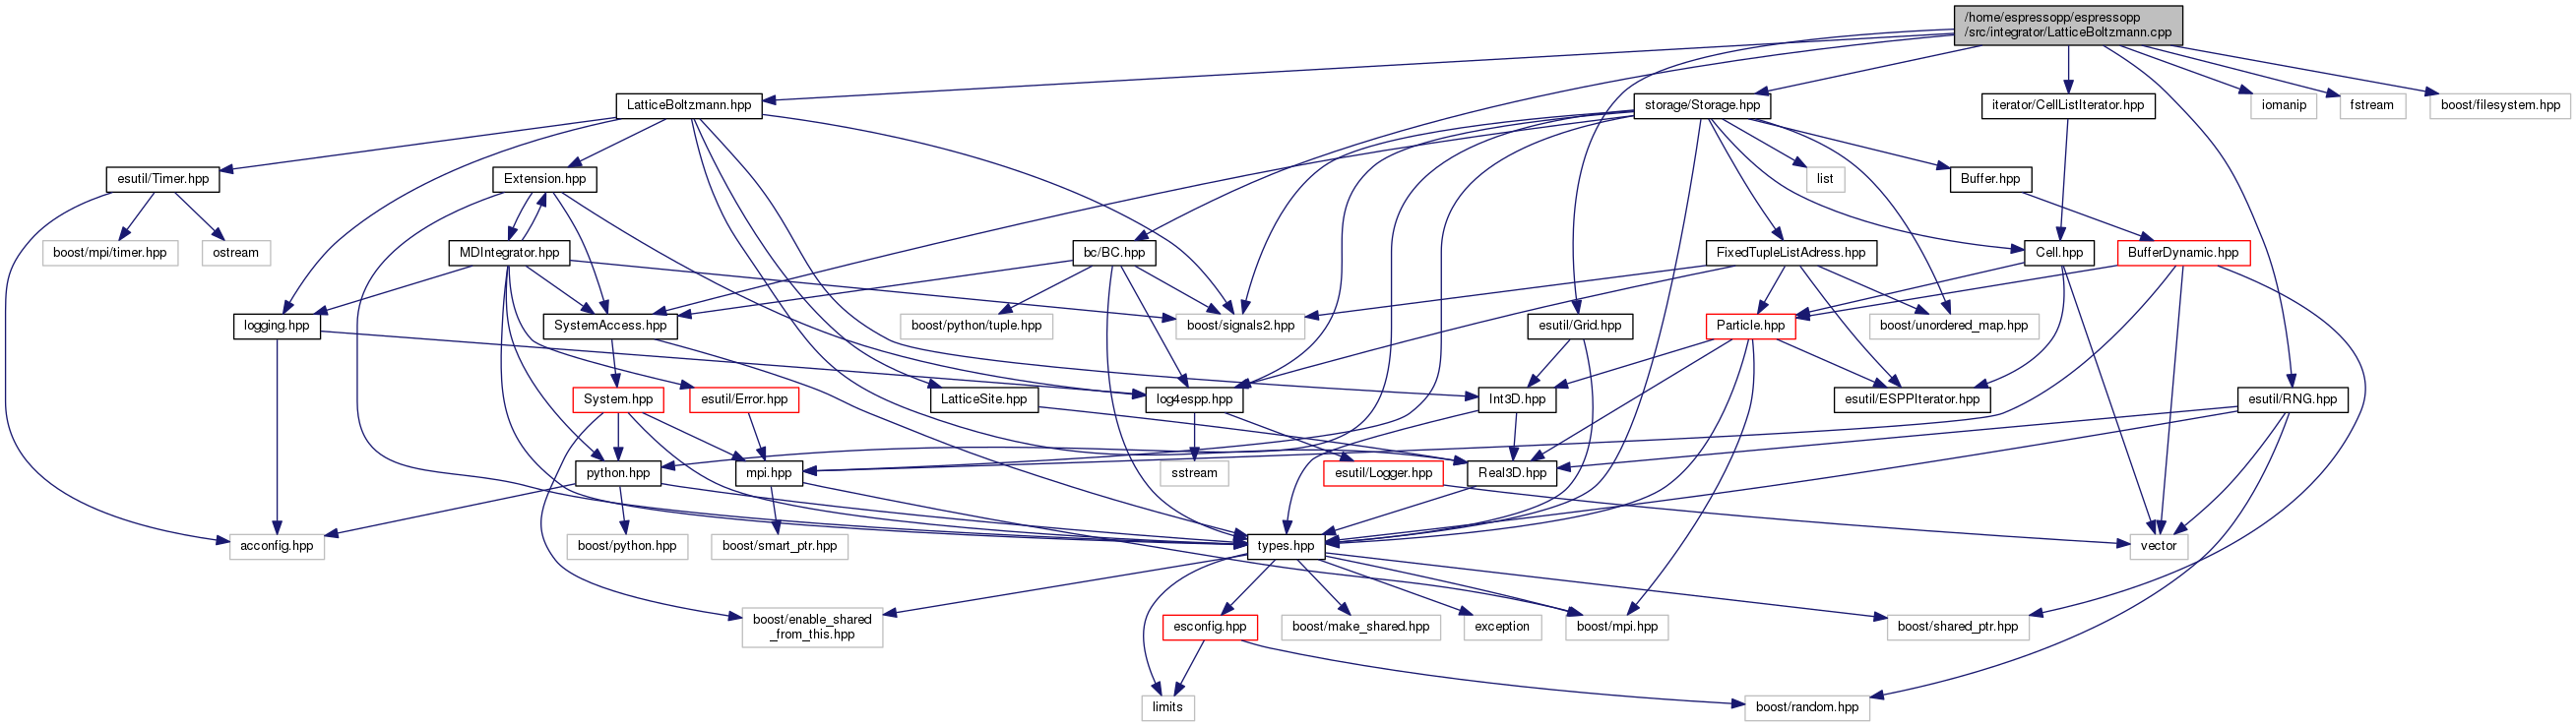 /home/espressopp/espressopp
/src/integrator/LatticeBoltzmann.cpp
LatticeBoltzmann.hpp
storage/Storage.hpp
iterator/CellListIterator.hpp
iomanip
fstream
boost/filesystem.hpp
esutil/Timer.hpp
Extension.hpp
list
Buffer.hpp
boost/mpi/timer.hpp
ostream
MDIntegrator.hpp
bc/BC.hpp
FixedTupleListAdress.hpp
Cell.hpp
BufferDynamic.hpp
logging.hpp
SystemAccess.hpp
boost/signals2.hpp
boost/python/tuple.hpp
esutil/Grid.hpp
Particle.hpp
boost/unordered_map.hpp
System.hpp
esutil/Error.hpp
LatticeSite.hpp
log4espp.hpp
Int3D.hpp
esutil/ESPPIterator.hpp
esutil/RNG.hpp
python.hpp
mpi.hpp
sstream
esutil/Logger.hpp
Real3D.hpp
acconfig.hpp
boost/python.hpp
boost/smart_ptr.hpp
types.hpp
vector
boost/enable_shared
_from_this.hpp
esconfig.hpp
boost/make_shared.hpp
exception
boost/mpi.hpp
boost/shared_ptr.hpp
limits
boost/random.hpp